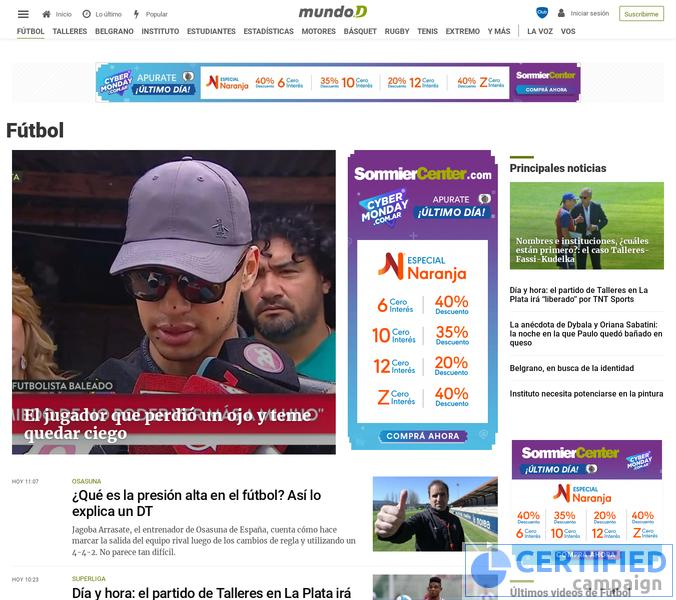 Inicio
Lo último
Popular
mundoD
Club
Iniciar sesión
Suscribirme
FÚTBOL TALLERES BELGRANO INSTITUTO ESTUDIANTES ESTADÍSTICAS MOTORES BÁSQUET RUGBY TENIS EXTREMO Y MÁS LA VOZ VOS
CYBER MONDAY .COM.AR
APURATE
¡ÚLTIMO DÍA!
ESPECIAL Naranja
40% Descuento 6 Cero Interés
35% Descuento 10 Cero Interés
20% Descuento 12 Cero Interés
40% Descuento Z Cero Interés
SommierCenter
COMPRÁ AHORA
Fútbol
FUTBOLISTA BALEADO
El jugador que perdió un ojo y teme
quedar ciego
SommierCenter.com
CYBER MONDAY .COM.AR
APURATE
¡ÚLTIMO DÍA!
ESPECIAL
Naranja
6 Cero Interés 40% Descuento
10 Cero Interés 35% Descuento
12 Cero Interés 20% Descuento
Z Cero Interés 40% Descuento
COMPRÁ AHORA
Principales noticias
Nombres e instituciones, ¿cuáles
están primero?: el caso Talleres-
Fassi-Kudelka
Día y hora: el partido de Talleres en La
Plata irá "liberado" por TNT Sports
La anécdota de Dybala y Oriana Sabatini:
la noche en la que Paulo quedó bañado en
queso
Belgrano, en busca de la identidad
Instituto necesita potenciarse en la pintura
SommierCenter
¡ÚLTIMO DÍA!
CYBER MONDAY
ESPECIAL
Naranja
40% 35% 20% 40%
6 Cero Interés 10 Cero Interés 12 Cero Interés Z Cero Interés
COMPRÁ AHORA
HOY 11:07
OSASUNA
¿Qué es la presión alta en el fútbol? Así lo
explica un DT
Jagoba Arrasate, el entrenador de Osasuna de España, cuenta cómo hace
marcar la salida del equipo rival luego de los cambios de regla y utilizando un
4-4-2. No parece tan difícil.
HOY 10:23
SUPERLIGA
Día y hora: el partido de Talleres en La Plata irá
Últimos videos de Fútbol
CERTIFIED
campaign